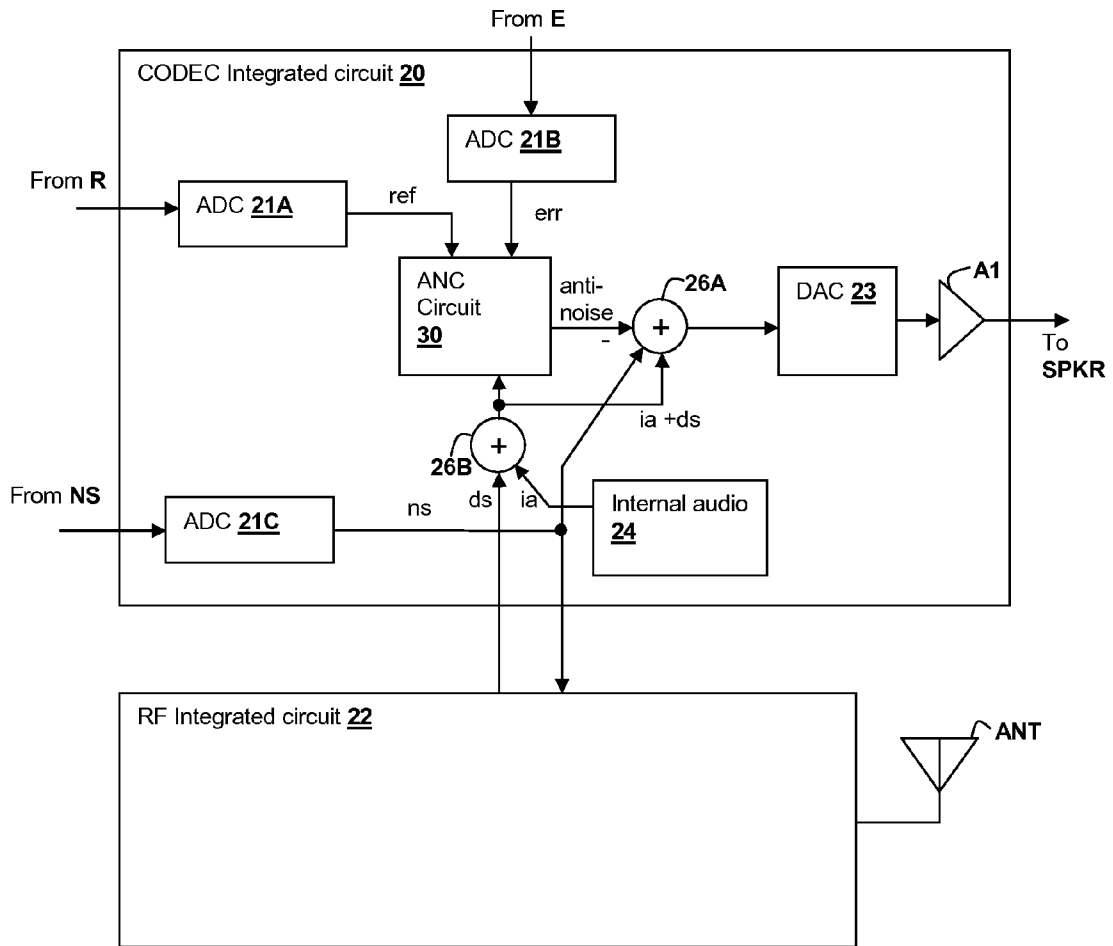 From E
CODEC Integrated circuit 20
ADC 21B
From R
ADC 21A
ref
err
ANC
Circuit
30
anti-
noise
-
26A
+
DAC 23
A1
To
SPKR
ia +ds
26B
+
From NS
ADC 21C
ns
ds
ia
Internal audio
24
RF Integrated circuit 22
ANT